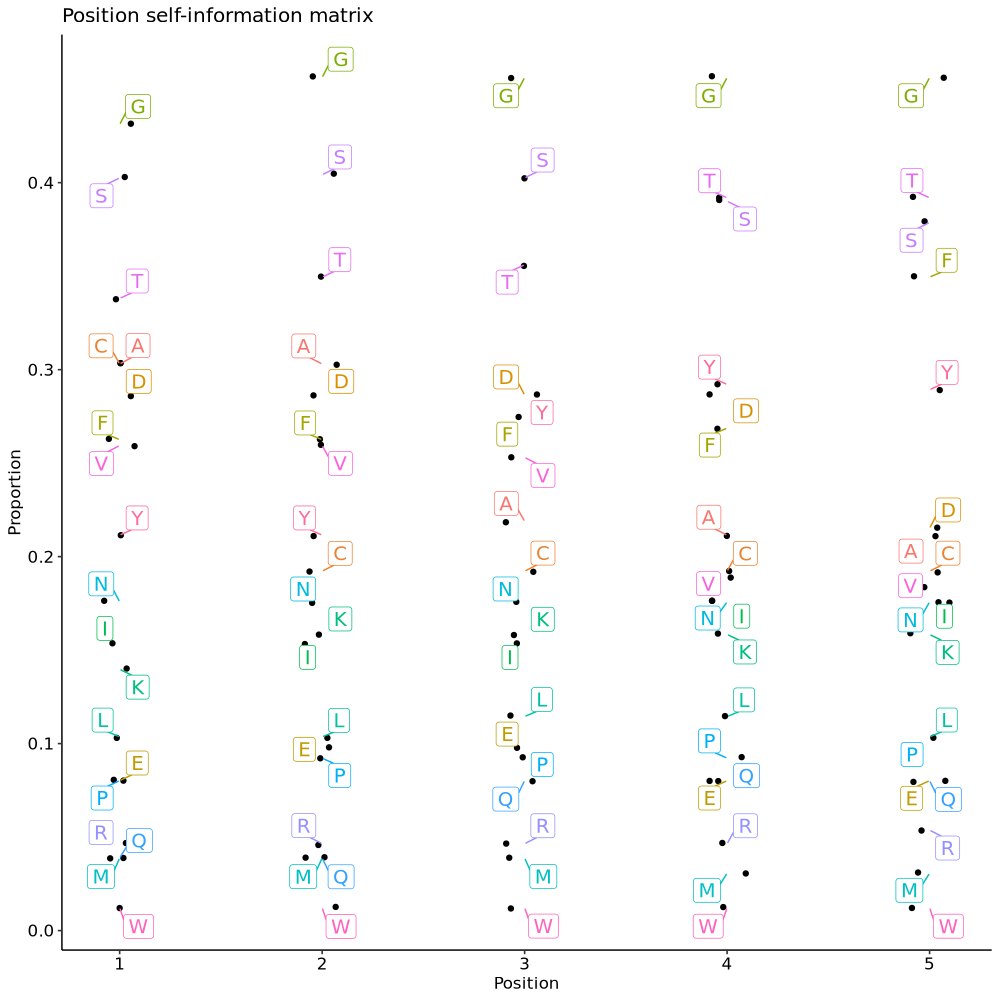 Position self-information matrix
G
G
G
G
G
S
S
S
T
S
T
S
T
T
T
F
C
A
D
A
D
D
Y
Y
D
Y
F
V
F
V
F
V
F
Y
Y
A
A
D
N
C
N
C
V
C
A
C
V
I
K
K
I
N
K
I
N
I
K
N
I
K
L
L
L
L
L
E
P
E
P
E
P
Q
P
Q
E
P
E
Q
R
Q
M
R
M
Q
R
M
R
M
R
M
W
W
W
W
W
0.4
0.3
0.2
0.1
0.0
Proportion
1 2 3 4 5
Position